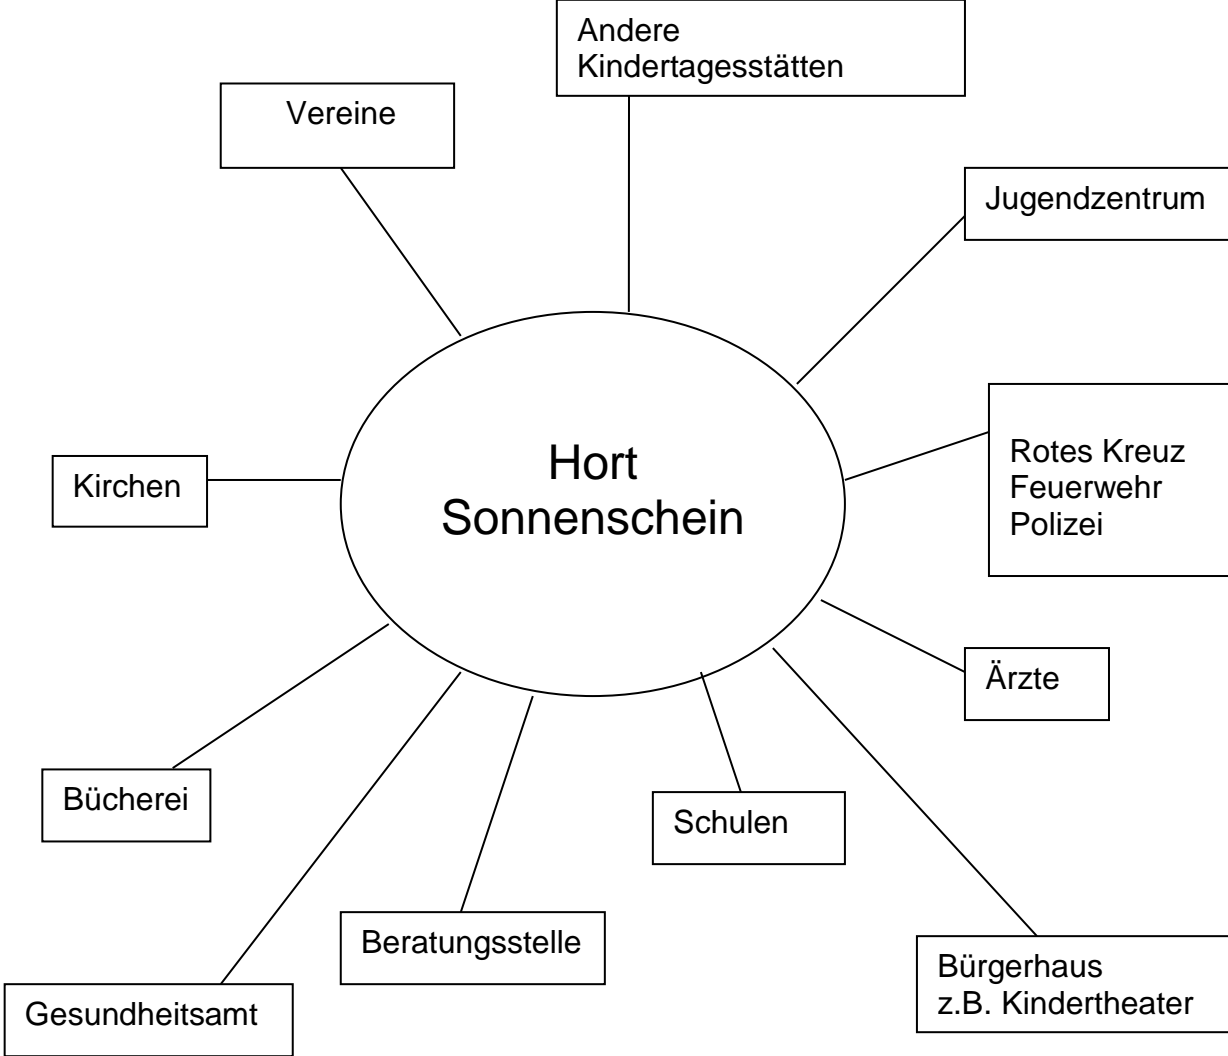 Andere
Kindertagesstätten
Vereine
Jugendzentrum
Hort
Sonnenschein
Rotes Kreuz
Feuerwehr
Polizei
Kirchen
Ärzte
Bücherei
Schulen
Beratungsstelle
Bürgerhaus
z.B. Kindertheater
Gesundheitsamt